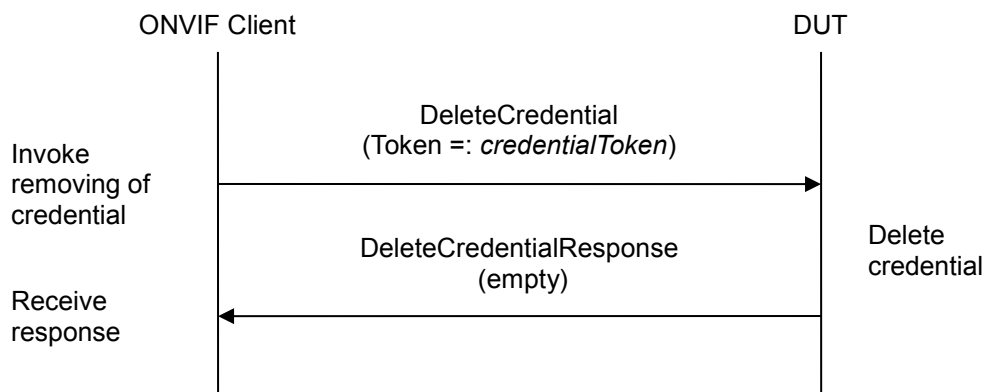 ONVIF Client
DUT
DeleteCredential
(Token =: credentialToken)
Invoke
removing of
credential
DeleteCredentialResponse
(empty)
Delete
credential
Receive
response